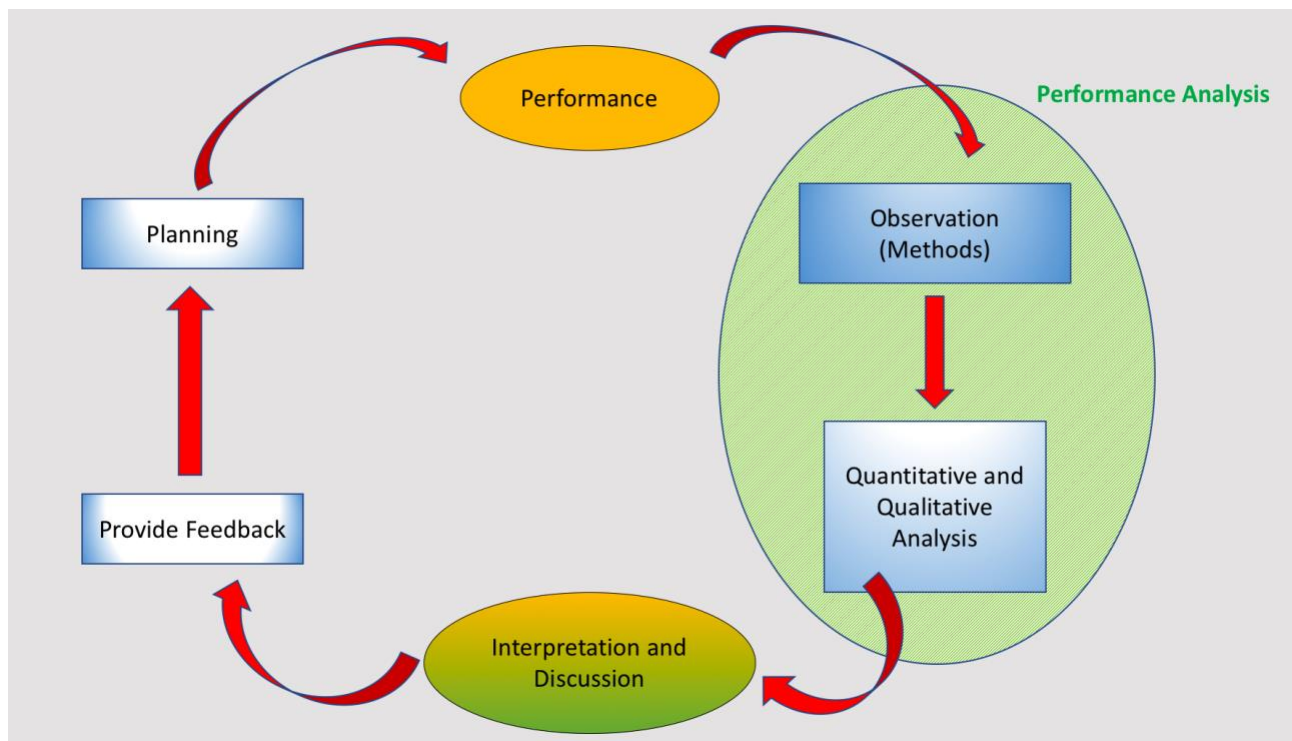 Performance
Performance Analysis
Observation
(Methods)
Planning
Quantitative and
Qualitative
Analysis
Provide Feedback
Interpretation and
Discussion